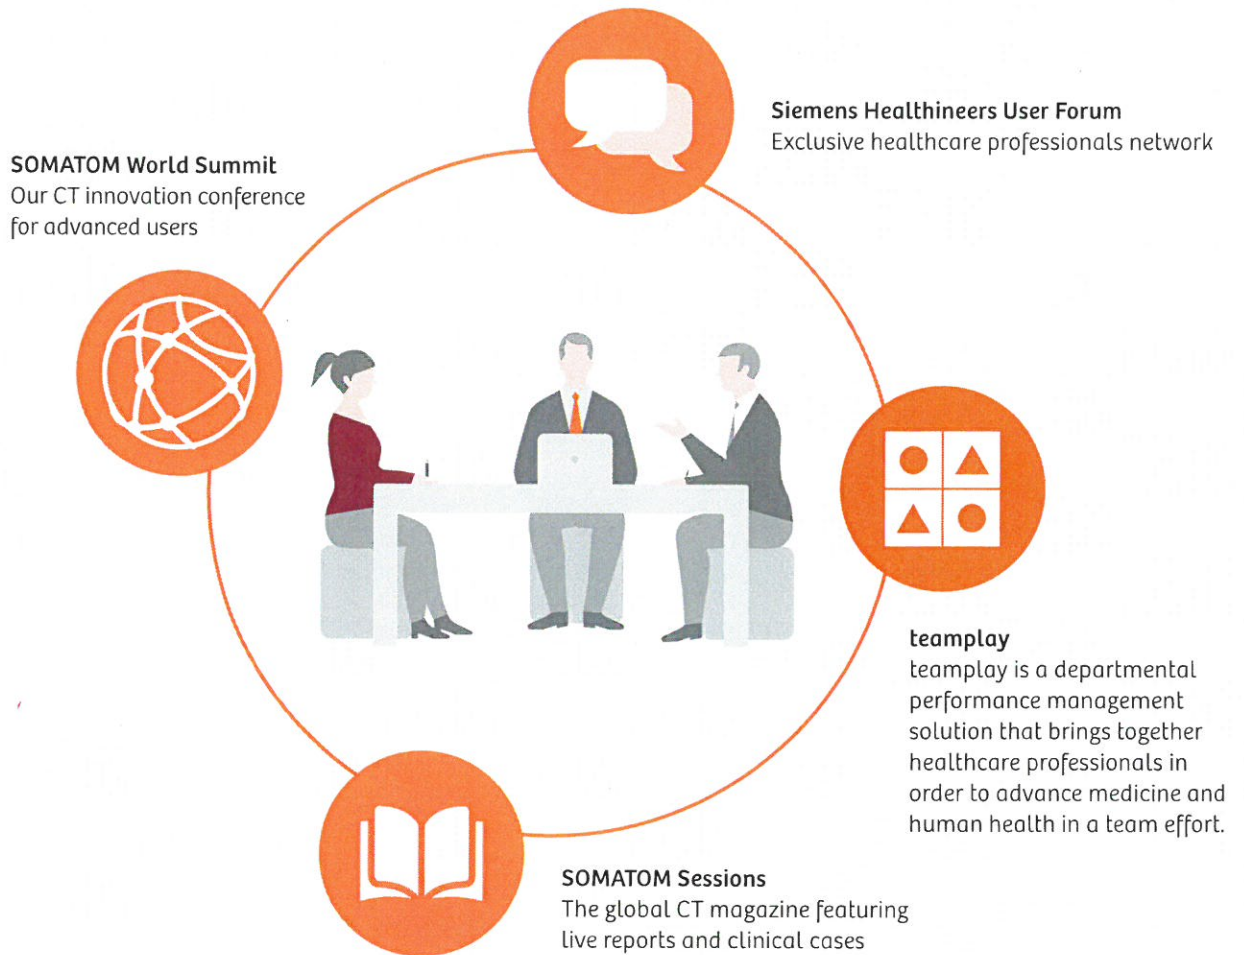 Siemens Healthineers User Forum
Exclusive healthcare professionals network
SOMATOM World Summit
Our CT innovation conference
for advanced users
teamplay
teamplay is a departmental
performance management
solution that brings together
healthcare professionals in
order to advance medicine and
human health in a team effort.
SOMATOM Sessions
The global CT magazine featuring
live reports and clinical cases